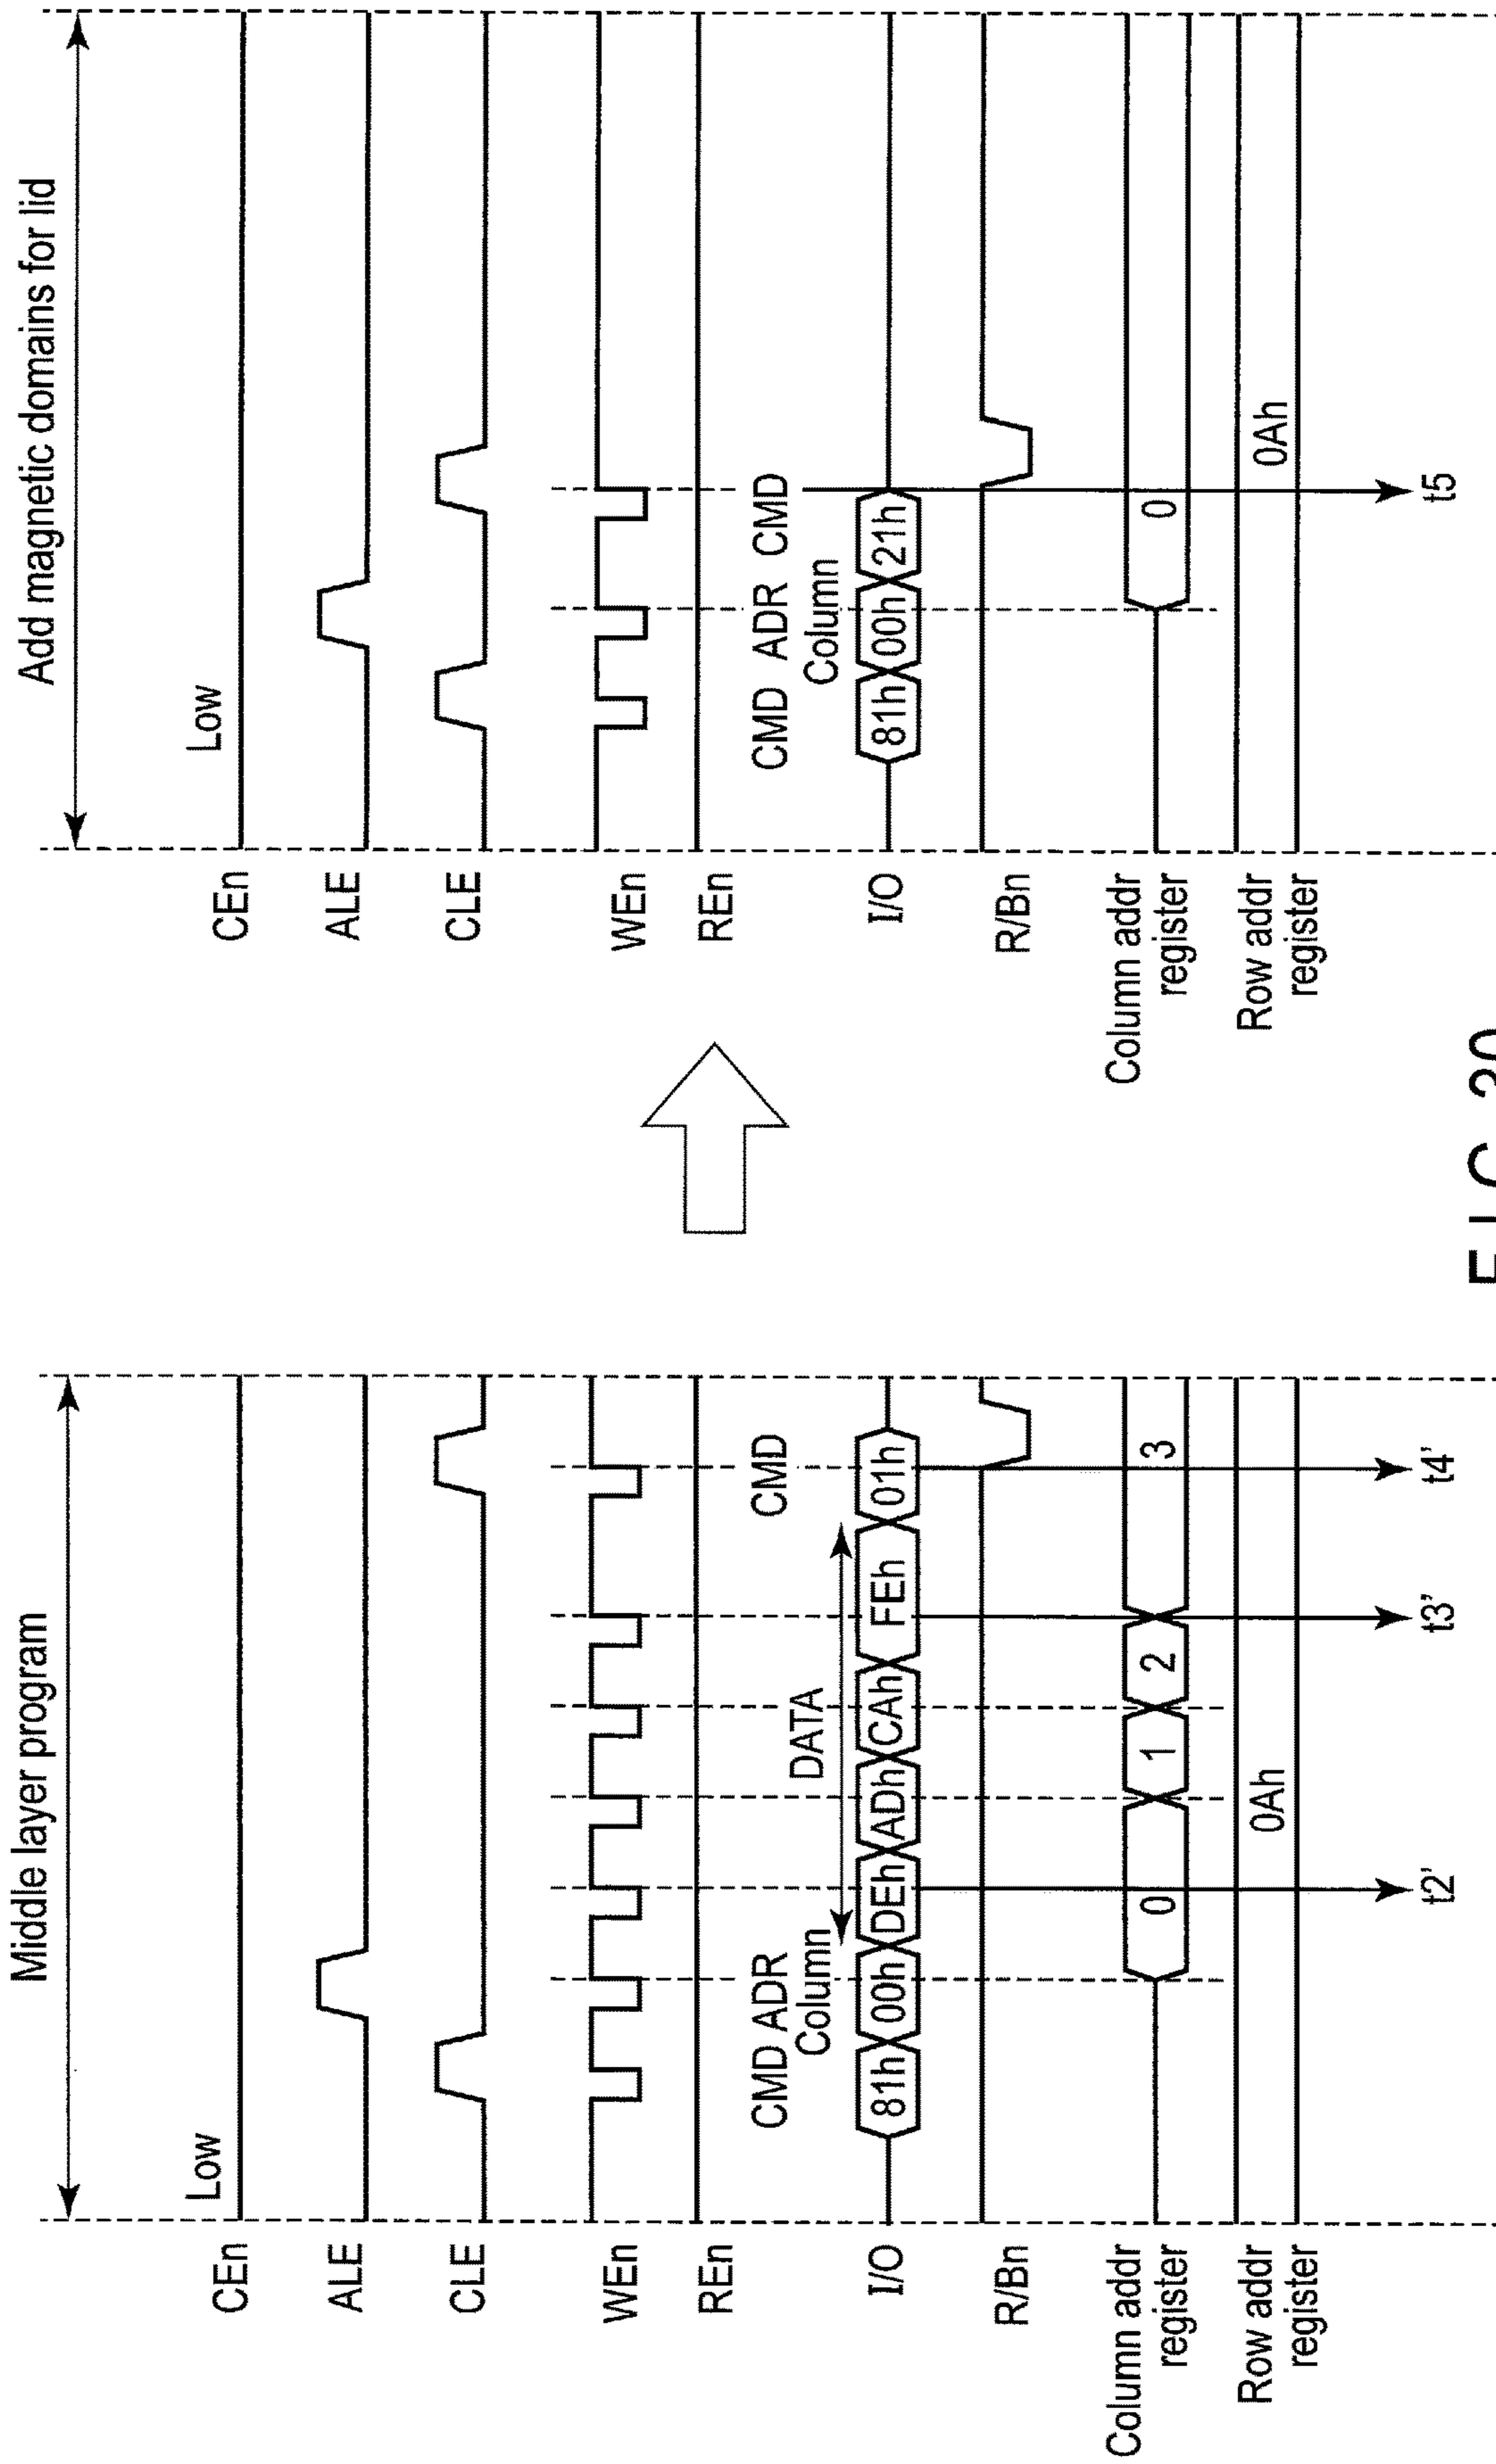 Middle layer program
CEn
Low
ALE
CLE
WEn
REn
CMD ADR
Column
DATA
CMD
I/O
81h 00h DEh ADh CAh FEh 01h
R/Bn
Column addr
register
0 1 2 3
Row addr
register
0Ah
t2'
t3'
t4'
Add magnetic domains for lid
CEn
Low
ALE
CLE
WEn
REn
CMD ADR CMD
Column
I/O
81h 00h 21h
R/Bn
Column addr
register
0
Row addr
register
0Ah
t5